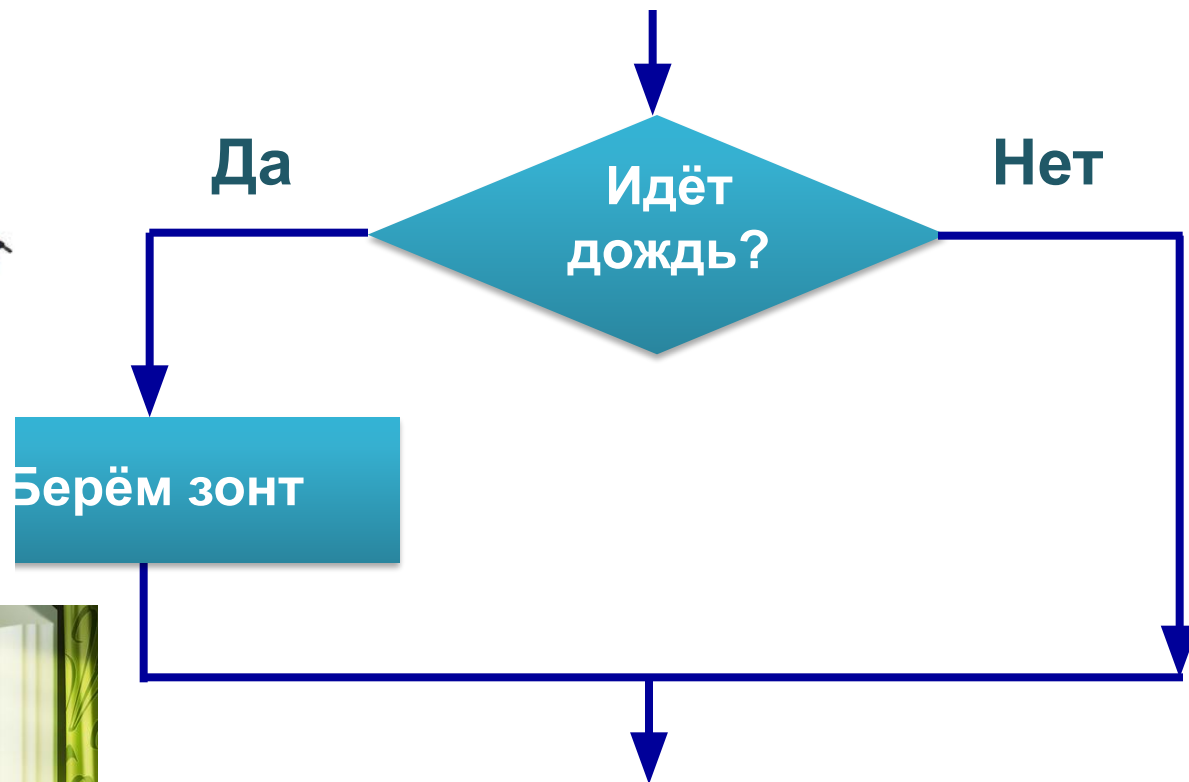 Да
Идёт
дождь?
Нет
Берём зонт